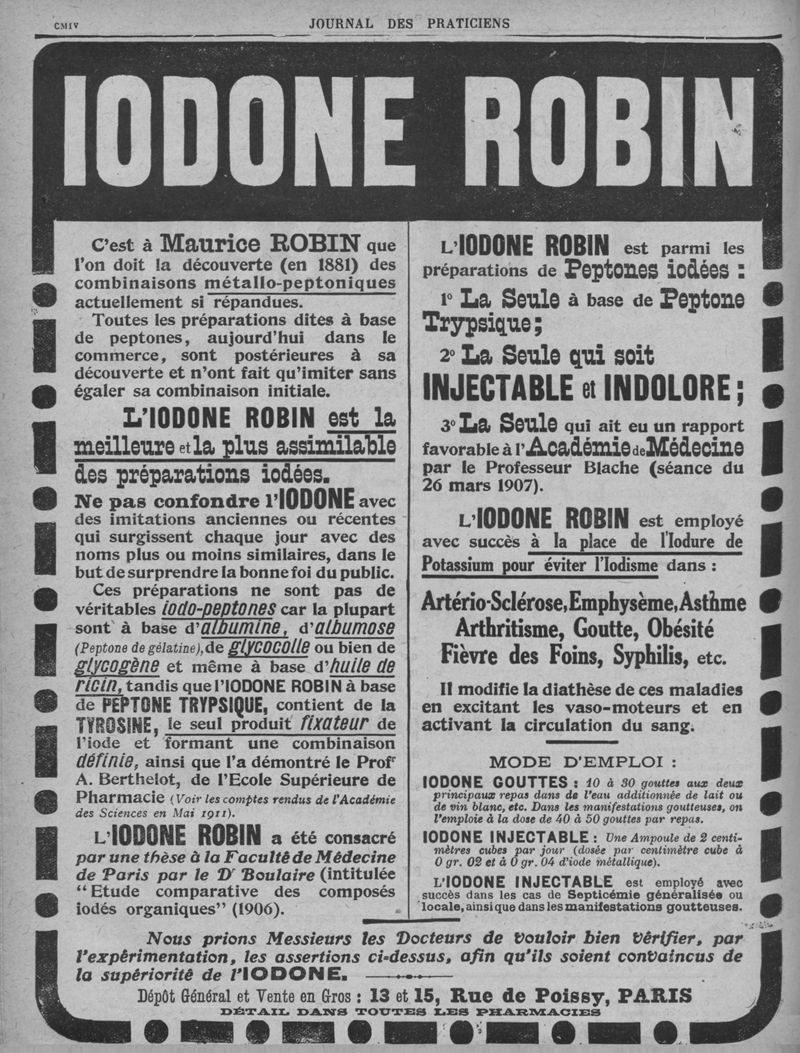 CMIV
JOURNAL DES PRATICIENS
IODONE ROBIN
C'est à Maurice ROBIN que
l'on doit la découverte (en 1881) des
combinaisons métallo-peptoniques
actuellement si répandues.
Toutes les préparations dites à base
de peptones, aujourd'hui dans le
commerce, sont postérieures à sa
découverte et n'ont fait qu'imiter sans
égaler sa combinaison initiale.
L'IODONE ROBIN est la
meilleure et la plus assimilable
des préparations iodées.
Ne pas confondre l'IODONE avec
des imitations anciennes ou récentes
qui surgissent chaque jour avec des
noms plus ou moins similaires, dans le
but de surprendre la bonne foi du public.
Ces préparations ne sont pas de
véritables iodo-peptones car la plupart
sont à base d'albumine, d'albumose
(Peptone de gélatine), de glycocolle ou bien de
glycogène et même à base d'huile de
ricin, tandis que l'IODONE ROBIN à base
de PEPTONE TRYPSIQUE, contient de la
TYROSINE, le seul produit fixateur de
l'iode et formant une combinaison
définie, ainsi que l'a démontré le Profr
A. Berthelot, de l'Ecole Supérieure de
Pharmacie (Voir les comptes rendus de l'Académie
des Sciences en Mai 1911).
L'IODONE ROBIN a été consacré
par une thèse à la Faculté de Médecine
de Paris par le Dr Boulaire (intitulée
"Etude comparative des composés
iodés organiques" (1906).
L'IODONE ROBIN est parmi les
préparations de Peptones iodées :
1° La Seule à base de Peptone
Trypsique;
2° La Seule qui soit
INJECTABLE et INDOLORE;
3° La Seule qui ait eu un rapport
favorable à l'Académie de Médecine
par le Professeur Blache (séance du
26 mars 1907).
L'IODONE ROBIN est employé
avec succès à la place de l'Iodure de
Potassium pour éviter l'Iodisme dans :
Artério-Sclérose, Emphysème, Asthme
Arthritisme, Goutte, Obésité
Fièvre des Foins, Syphilis, etc.
Il modifie la diathèse de ces maladies
en excitant les vaso-moteurs et en
activant la circulation du sang.
MODE D'EMPLOI :
IODONE GOUTTES : 10 à 30 gouttes aux deux
principaux repas dans de l'eau additionnée de lait ou
de vin blanc, etc. Dans les manifestations goutteuses, on
l'emploie à la dose de 40 à 50 gouttes par repas.
IODONE INJECTABLE : Une Ampoule de 2 centi-
mètres cubes par jour (dosée par centimètre cube à
0 gr. 02 et à 0 gr. 04 d'iode métallique).
L'IODONE INJECTABLE est employé avec
succès dans les cas de Septicémie généralisée ou
locale, ainsi que dans les manifestations goutteuses.
Nous prions Messieurs les Docteurs de vouloir bien vérifier, par
l'expérimentation, les assertions ci-dessus, afin qu'ils soient convaincus de
la supériorité de l'IODONE.
Dépôt Général et Vente en Gros : 13 et 15, Rue de Poissy, PARIS
DÉTAIL DANS TOUTES LES PHARMACIES